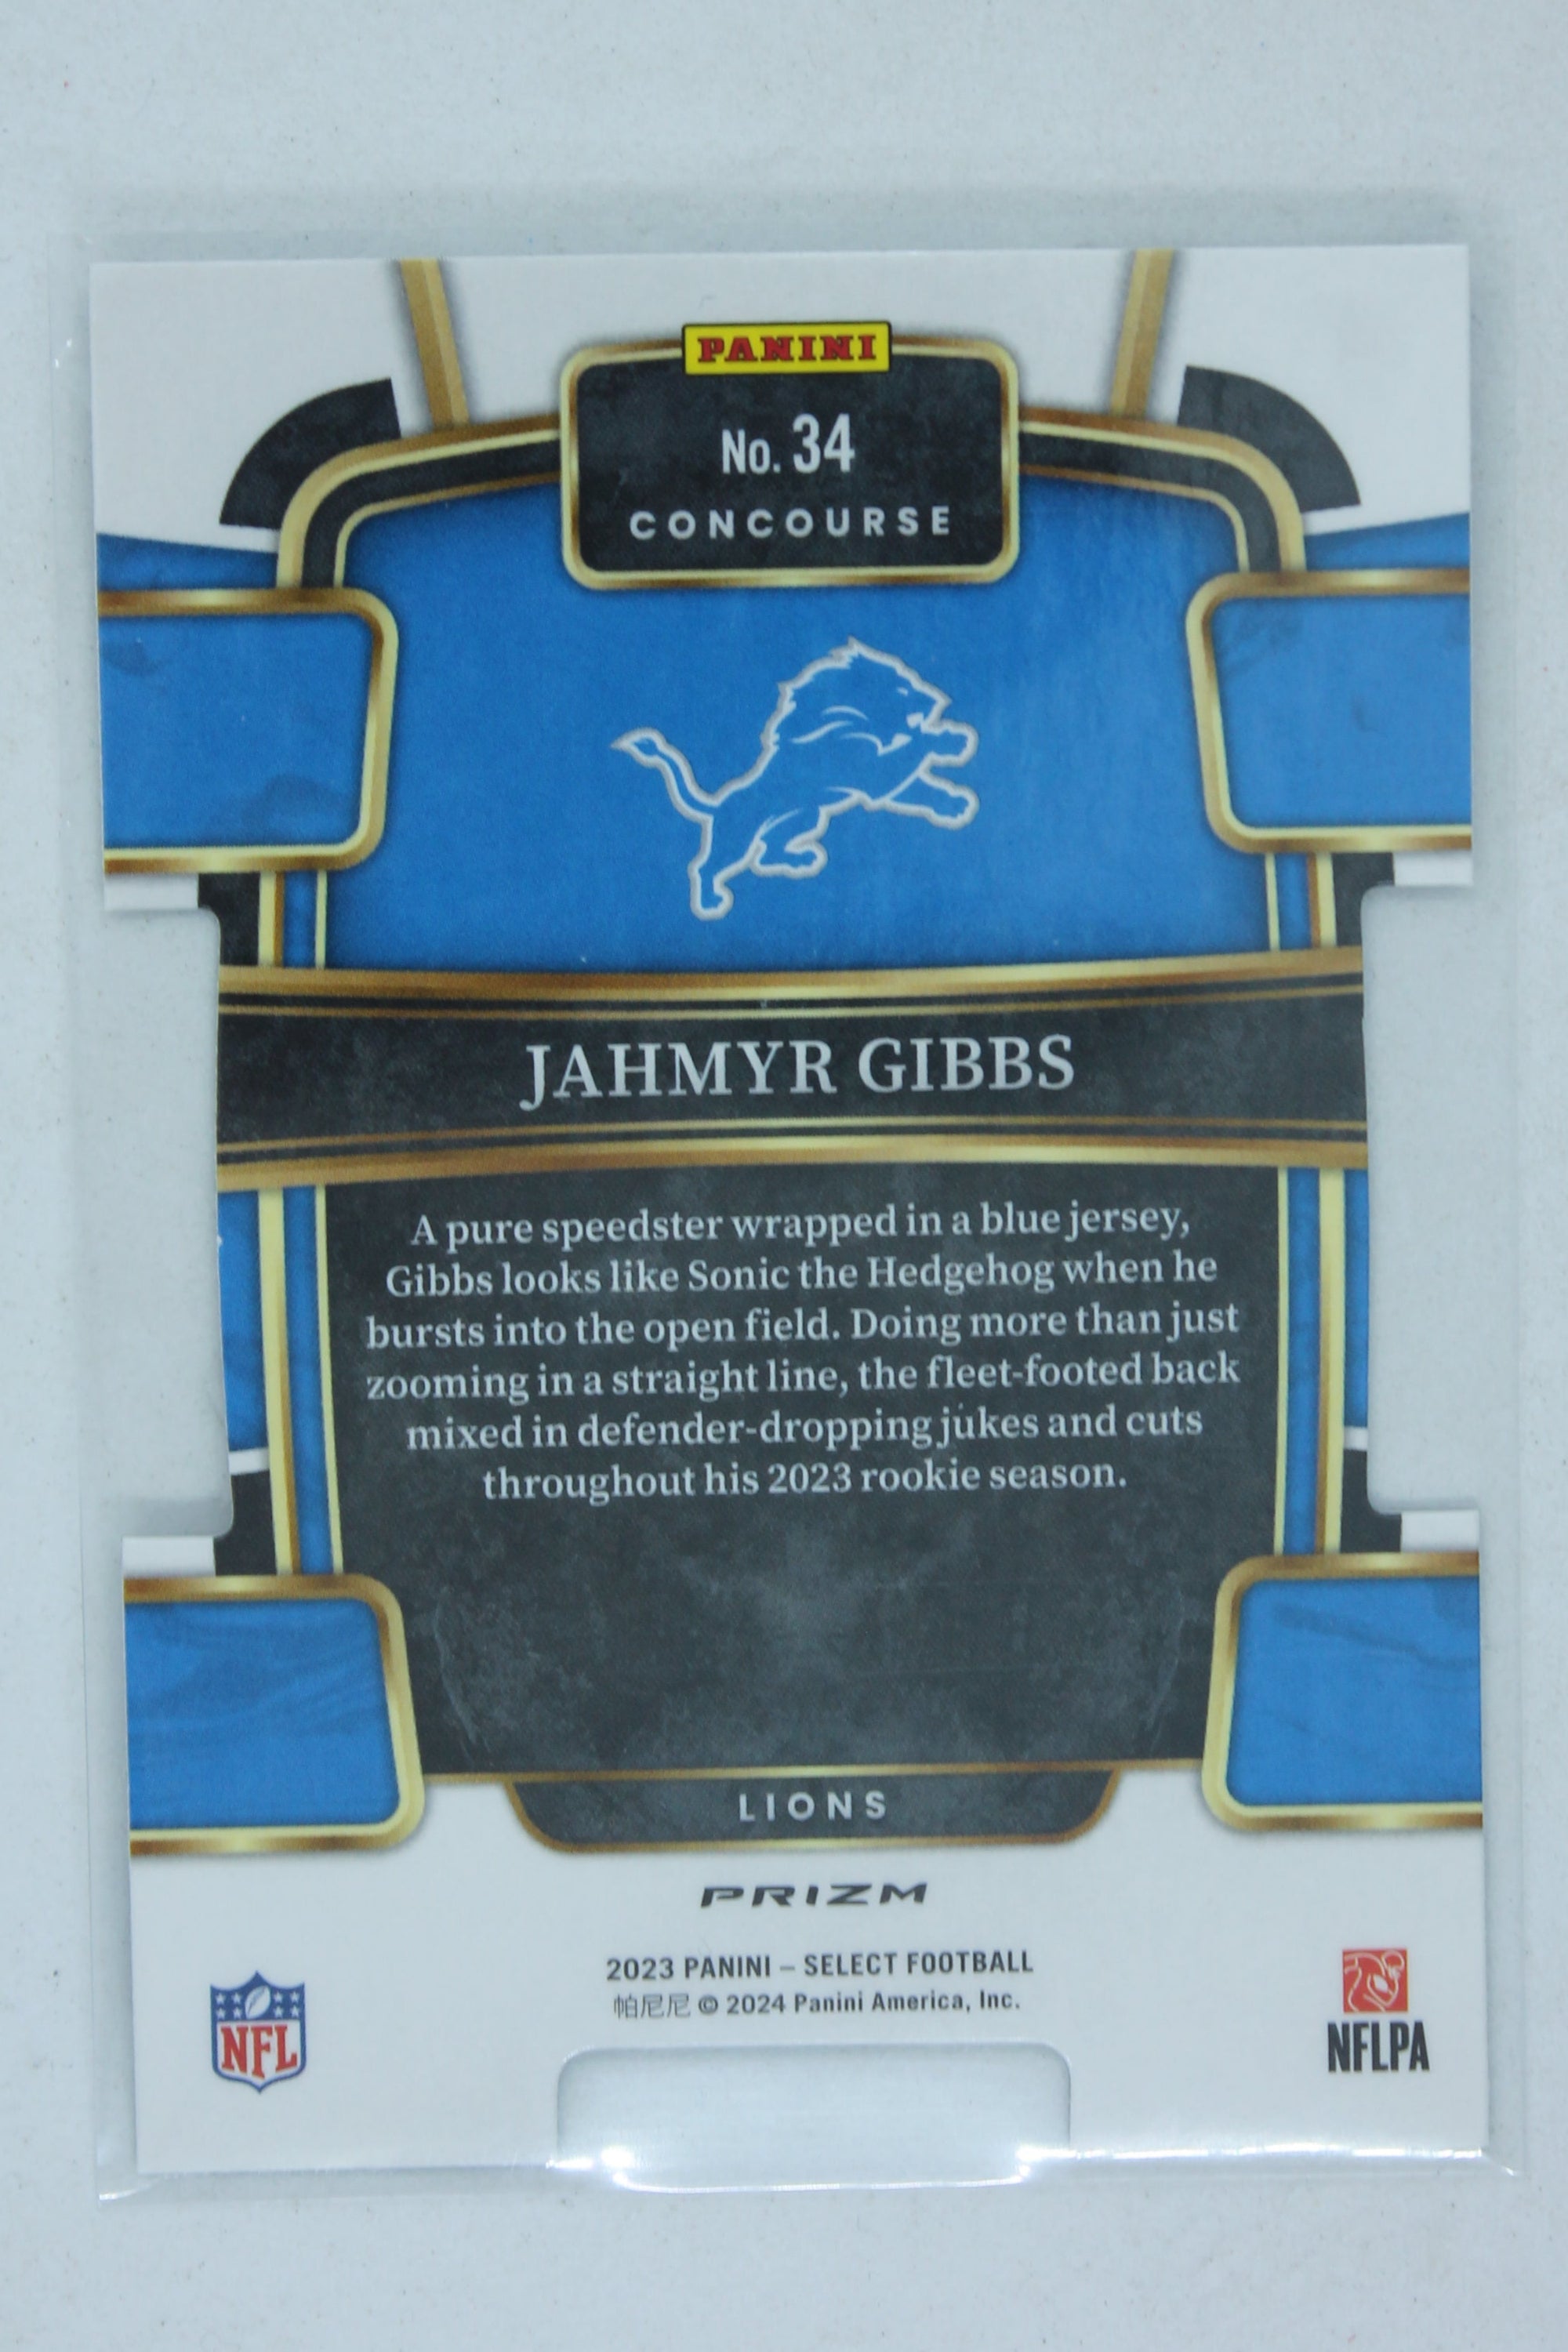 PANINI
No. 34
CONCOURSE
JAHMYR GIBBS
A pure speedster wrapped in a blue jersey,
Gibbs looks like Sonic the Hedgehog when he
bursts into the open field. Doing more than just
zooming in a straight line, the fleet-footed back
mixed in defender-dropping jukes and cuts
throughout his 2023 rookie season.
LIONS
PRIZM
2023 PANINI – SELECT FOOTBALL
帕尼尼 © 2024 Panini America, Inc.
NFL
NFLPA